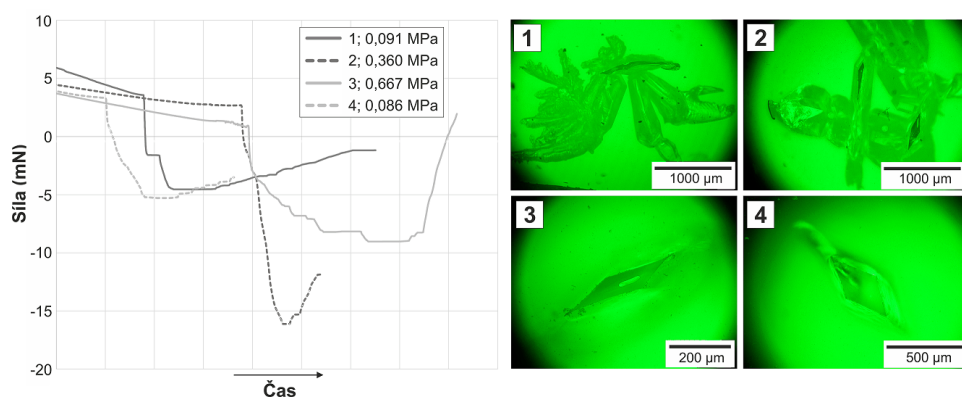 10
5
0
-5
-10
-15
-20
Síla (mN)
Čas
1; 0,091 MPa
2; 0,360 MPa
3; 0,667 MPa
4; 0,086 MPa
1
1000 µm
2
1000 µm
3
200 µm
4
500 µm